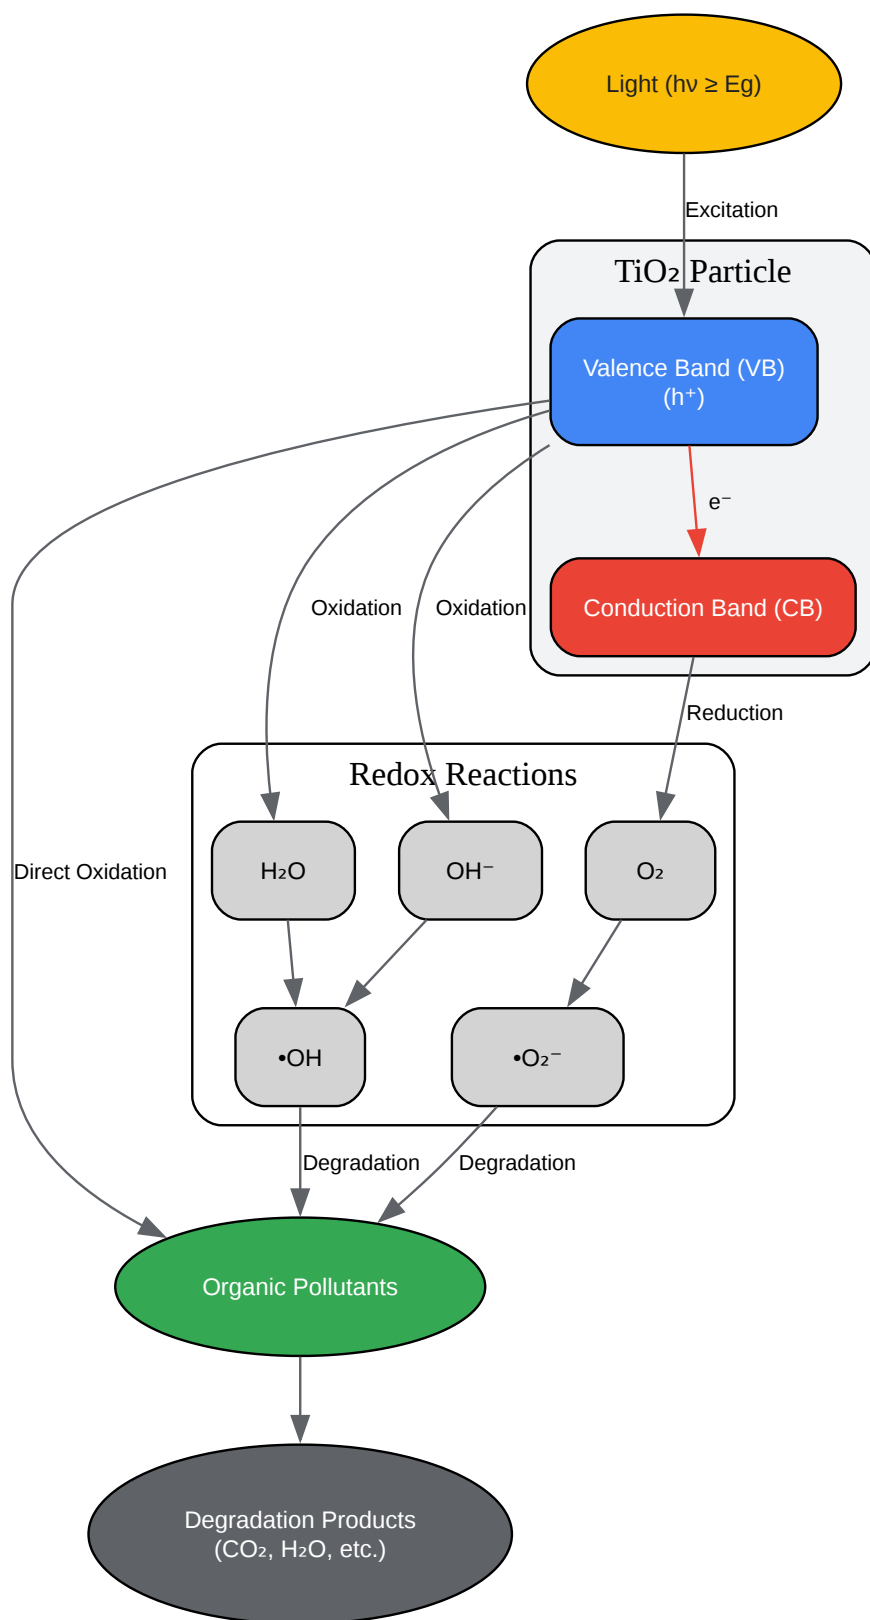 Light (hν ≥ Eg)
Excitation
TiO₂ Particle
Valence Band (VB)
(h⁺)
e⁻
Conduction Band (CB)
Oxidation
Oxidation
Reduction
Redox Reactions
Direct Oxidation
H₂O
OH⁻
O₂
•OH
•O₂⁻
Degradation
Degradation
Organic Pollutants
Degradation Products
(CO₂, H₂O, etc.)